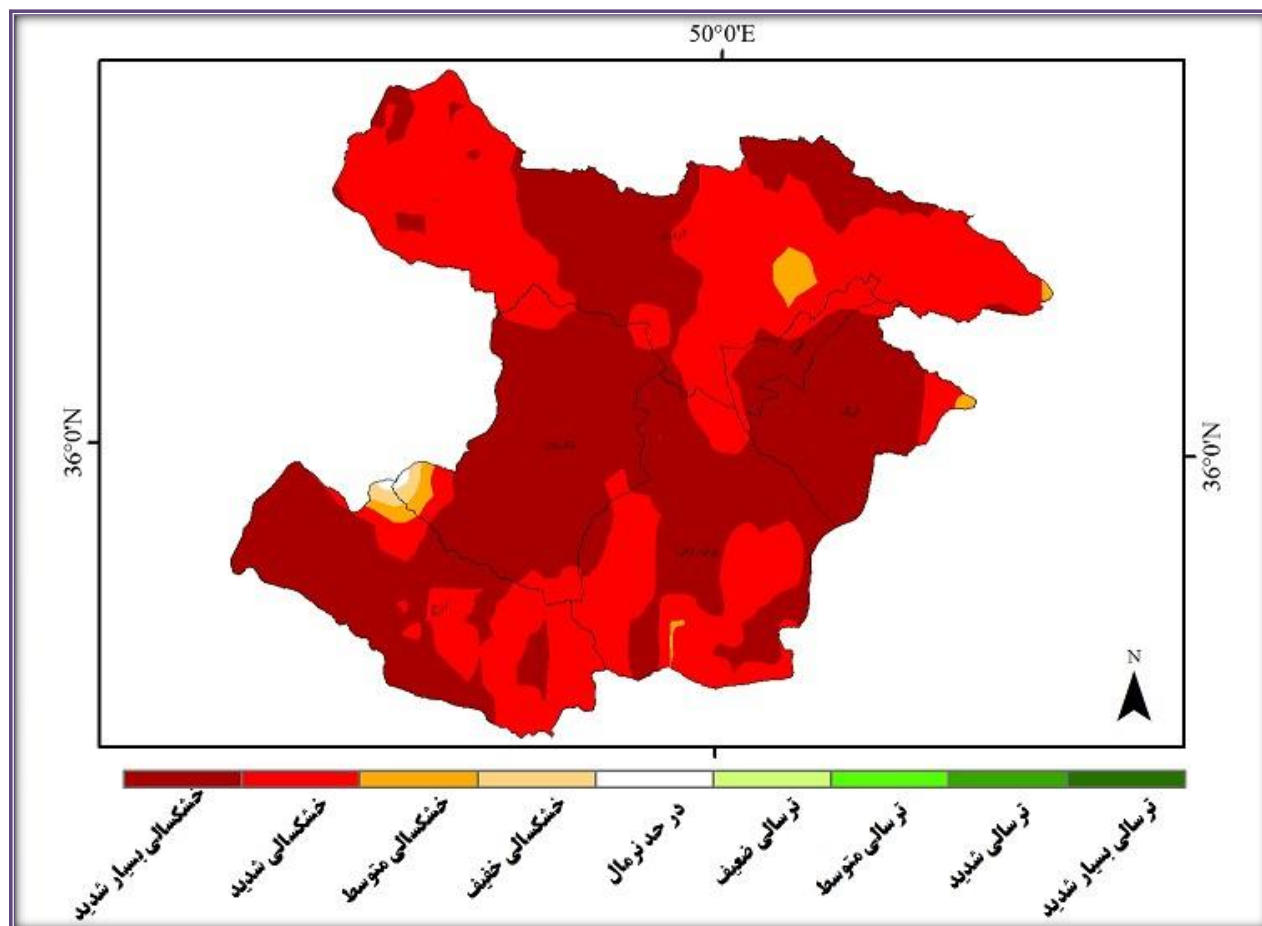 50°0'E
36°0'N
36°0'N
N
خشکسالی بسیار شدید
خشکسالی شدید
خشکسالی متوسط
خشکسالی خفیف
در حد نرمال
ترسالی ضعیف
ترسالی متوسط
ترسالی شدید
ترسالی بسیار شدید